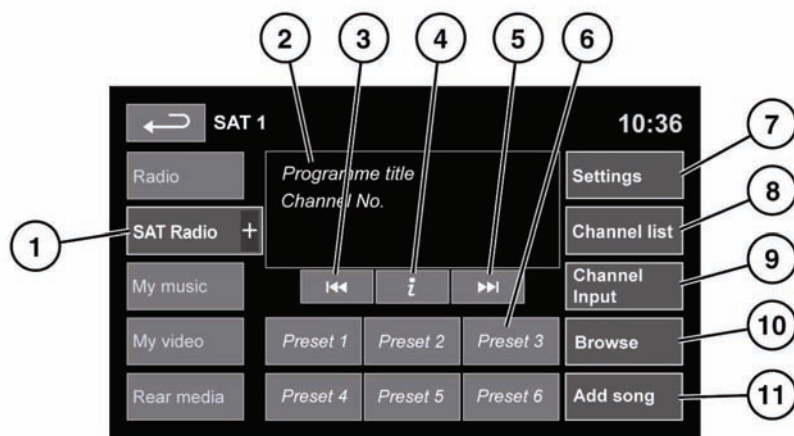 2 3 4 5 6
SAT 1 10:36
7
Radio
Programme title
Channel No.
Settings
8
1
SAT Radio +
Channel list
9
My music
i
Channel
Input
10
My video
Preset 1 Preset 2 Preset 3
Browse
11
Rear media
Preset 4 Preset 5 Preset 6
Add song